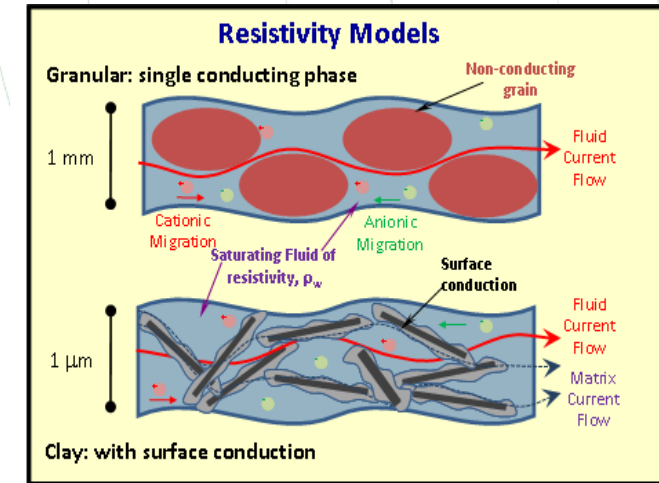 Resistivity Models
Granular: single conducting phase
Non-conducting
grain
1 mm
Fluid
Current
Flow
Cationic
Migration
Anionic
Migration
Saturating Fluid of
resistivity, ρw
Surface
conduction
1 μm
Fluid
Current
Flow
Matrix
Current
Flow
Clay: with surface conduction